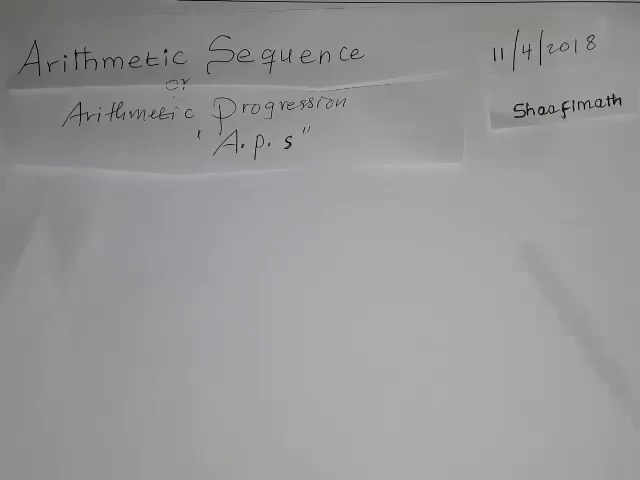 Arithmetic Sequence
or
Arithmetic Progression
"A.p.s"
11/4/2018
Shaafimath